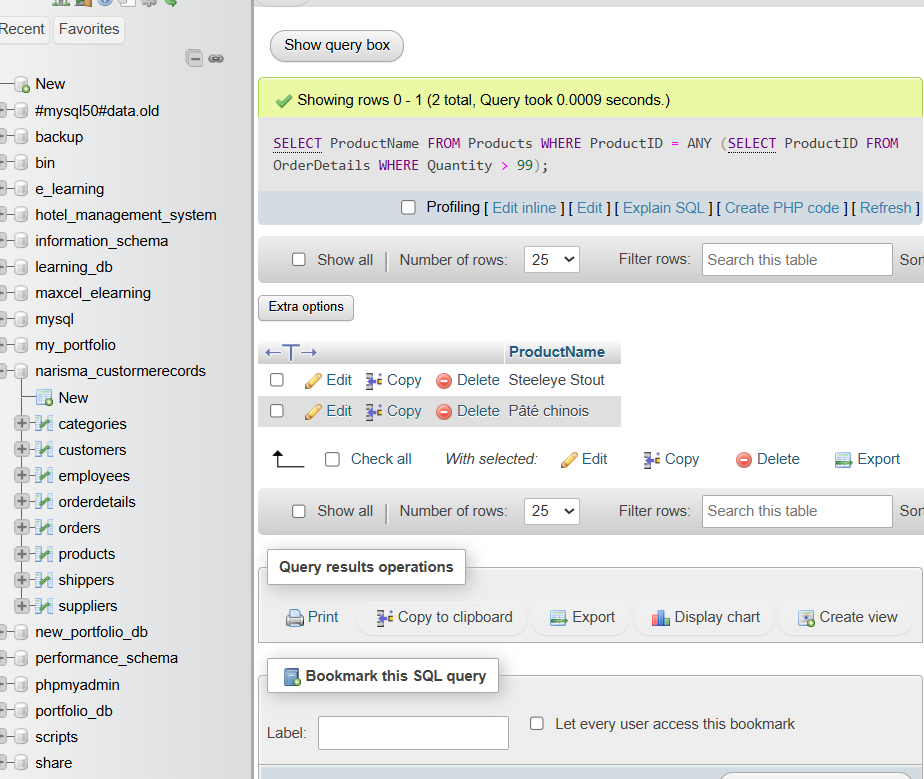 Recent
Favorites
New
#mysql50#data.old
backup
bin
e_learning
hotel_management_system
information_schema
learning_db
maxcel_elearning
mysql
my_portfolio
narisma_custormerecords
New
categories
customers
employees
orderdetails
orders
products
shippers
suppliers
new_portfolio_db
performance_schema
phpmyadmin
portfolio_db
scripts
share
Show query box
Showing rows 0 - 1 (2 total, Query took 0.0009 seconds.)
SELECT ProductName FROM Products WHERE ProductID = ANY (SELECT ProductID FROM
OrderDetails WHERE Quantity > 99);
Profiling [ Edit inline ] [ Edit ] [ Explain SQL ] [ Create PHP code ] [ Refresh ]
Show all | Number of rows: 25 Filter rows: Search this table Sort
Extra options
←T→ ProductName
Edit Copy Delete Steeleye Stout
Edit Copy Delete Pâté chinois
Check all With selected: Edit Copy Delete Export
Show all | Number of rows: 25 Filter rows: Search this table Sort
Query results operations
Print Copy to clipboard Export Display chart Create view
Bookmark this SQL query
Label: Let every user access this bookmark